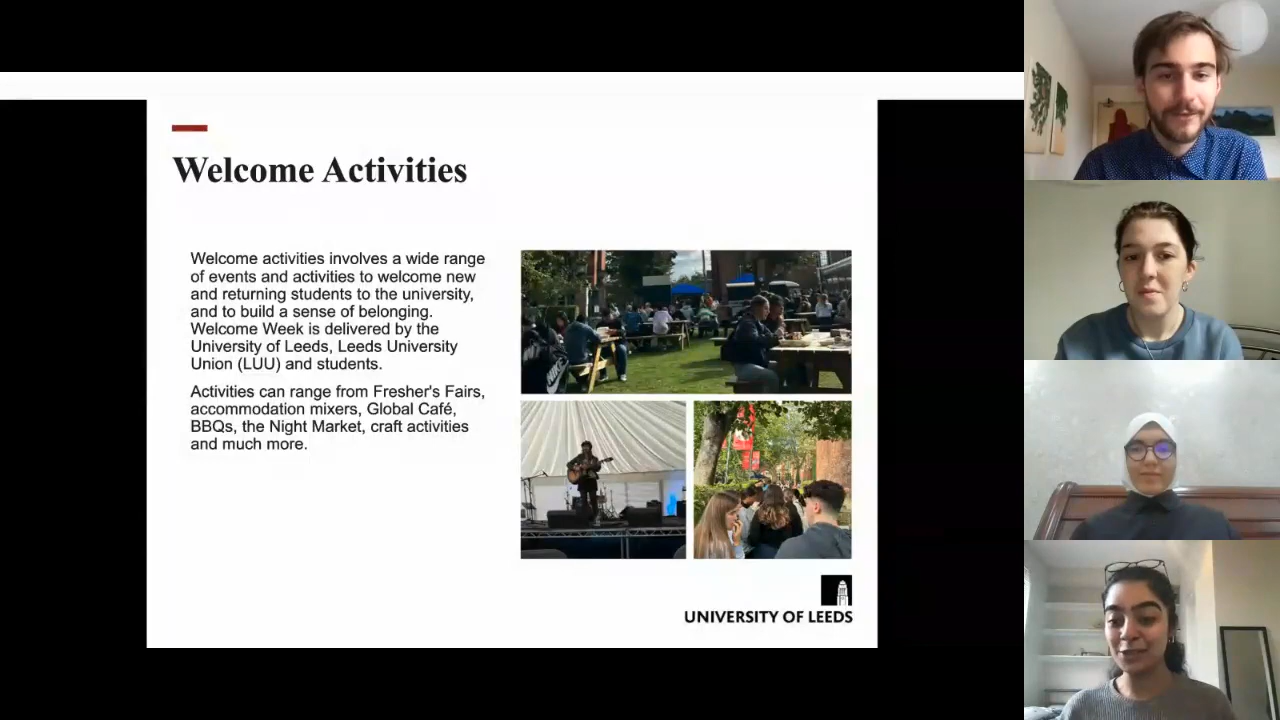 Welcome Activities
Welcome activities involves a wide range
of events and activities to welcome new
and returning students to the university,
and to build a sense of belonging.
Welcome Week is delivered by the
University of Leeds, Leeds University
Union (LUU) and students.
Activities can range from Fresher's Fairs,
accommodation mixers, Global Café,
BBQs, the Night Market, craft activities
and much more.
UNIVERSITY OF LEEDS